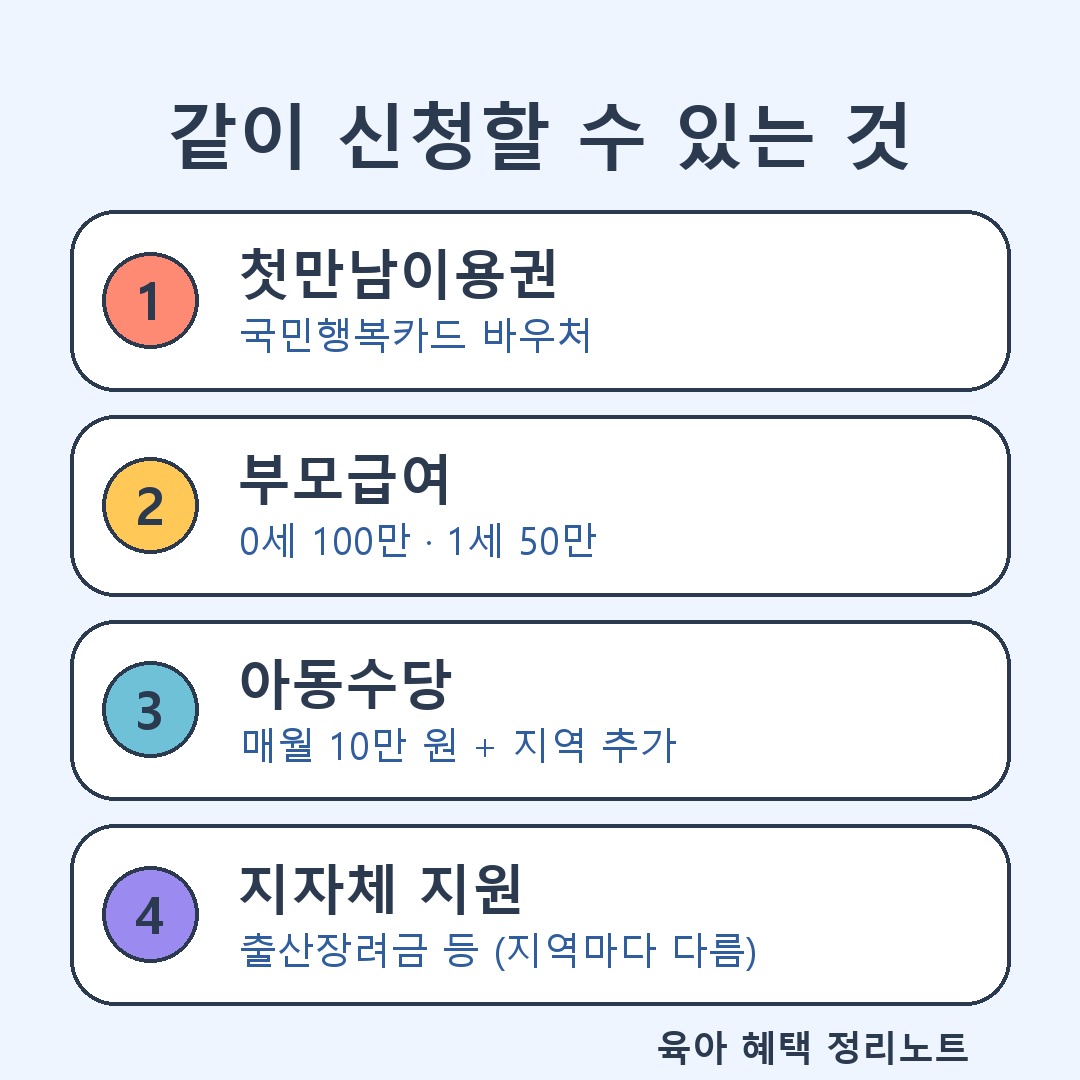 같이 신청할 수 있는 것
1
첫만남이용권
국민행복카드 바우처
2
부모급여
0세 100만 · 1세 50만
3
아동수당
매월 10만 원 + 지역 추가
4
지자체 지원
출산장려금 등 (지역마다 다름)
육아 혜택 정리노트